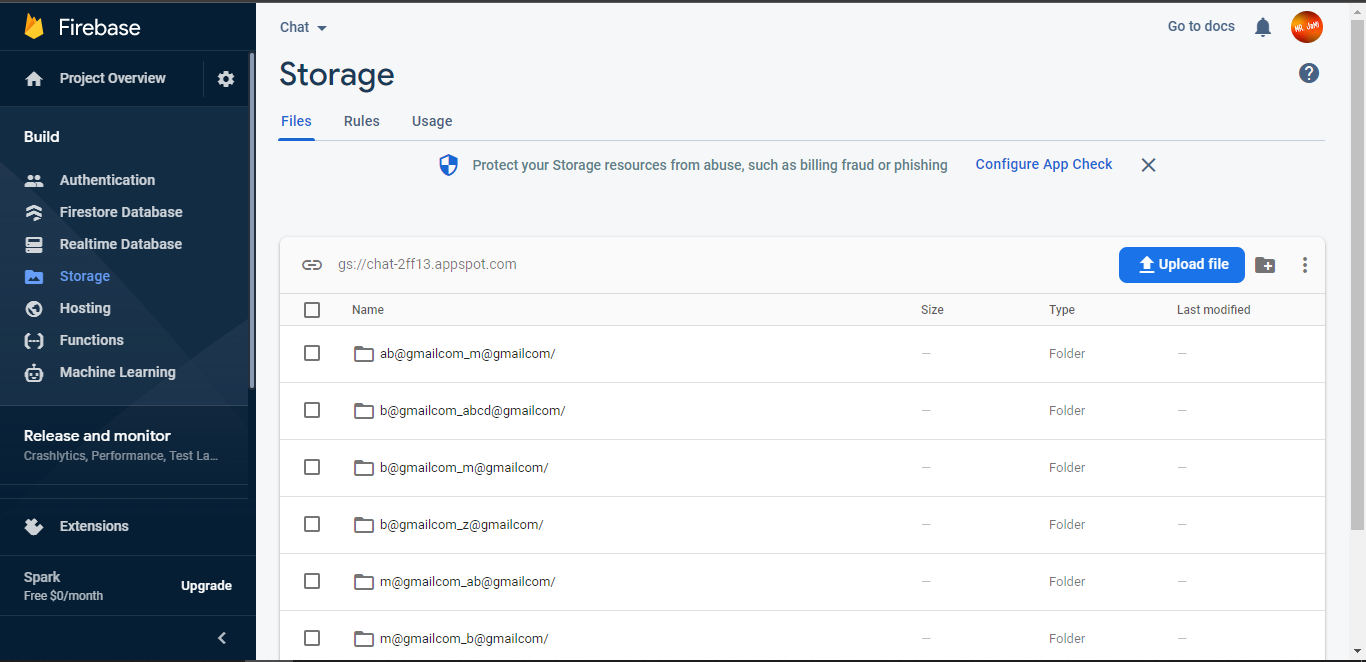 Firebase
Project Overview
Build
Authentication
Firestore Database
Realtime Database
Storage
Hosting
Functions
Machine Learning
Release and monitor
Crashlytics, Performance, Test La...
Extensions
Spark
Free $0/month
Upgrade
Chat
Go to docs
MR JAMI
Storage
Files Rules Usage
Protect your Storage resources from abuse, such as billing fraud or phishing Configure App Check
gs://chat-2ff13.appspot.com
Upload file
Name Size Type Last modified
ab@gmailcom_m@gmailcom/ — Folder —
b@gmailcom_abcd@gmailcom/ — Folder —
b@gmailcom_m@gmailcom/ — Folder —
b@gmailcom_z@gmailcom/ — Folder —
m@gmailcom_ab@gmailcom/ — Folder —
m@gmailcom_b@gmailcom/ — Folder —